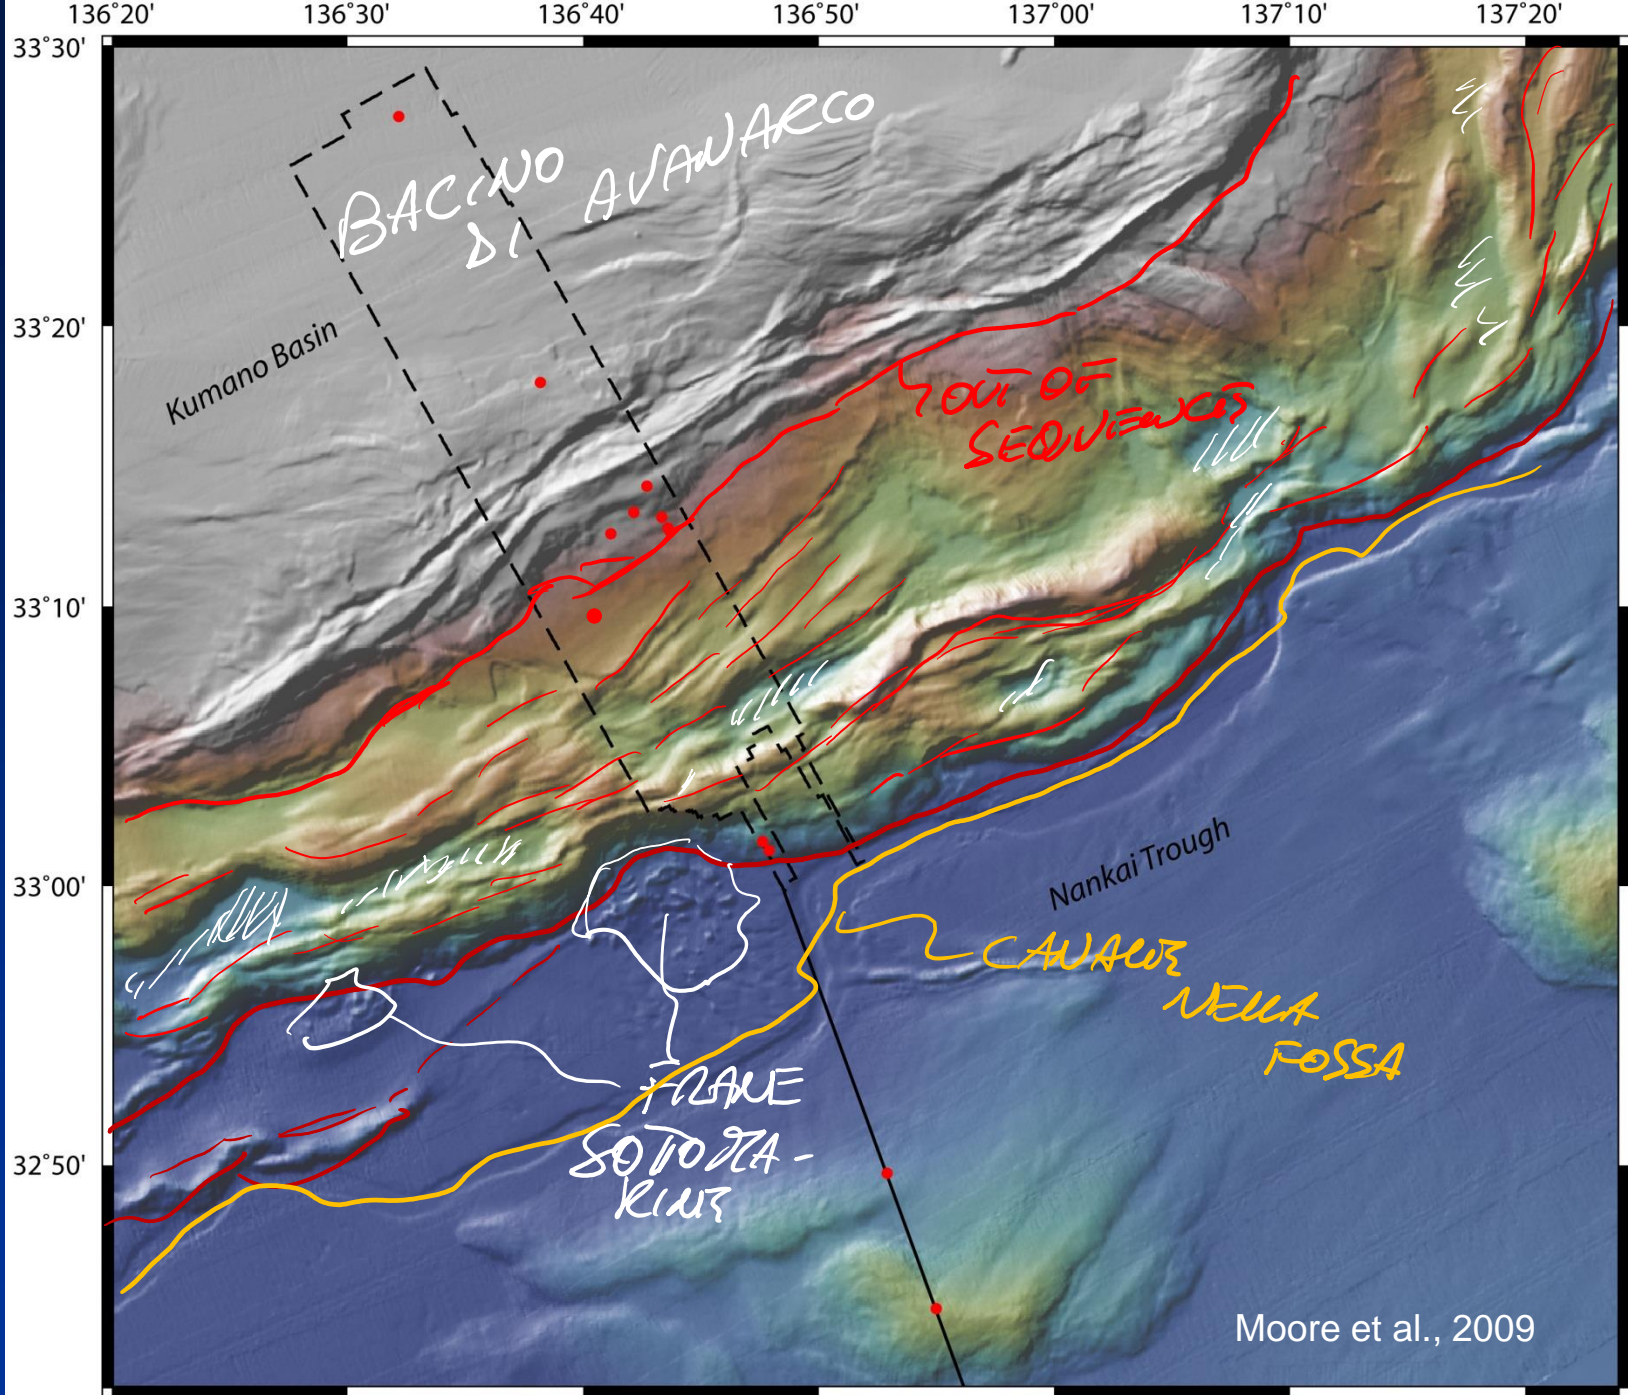 136°20' 136°30' 136°40' 136°50' 137°00' 137°10' 137°20'
33°30'
33°20'
33°10'
33°00'
32°50'
BACINO
DI
AVANARCO
Kumano Basin
OUT OF
SEQUENCES
Nankai Trough
CANALE
NELLA
FOSSA
FRANE
SOTTOMA-
RINE
Moore et al., 2009